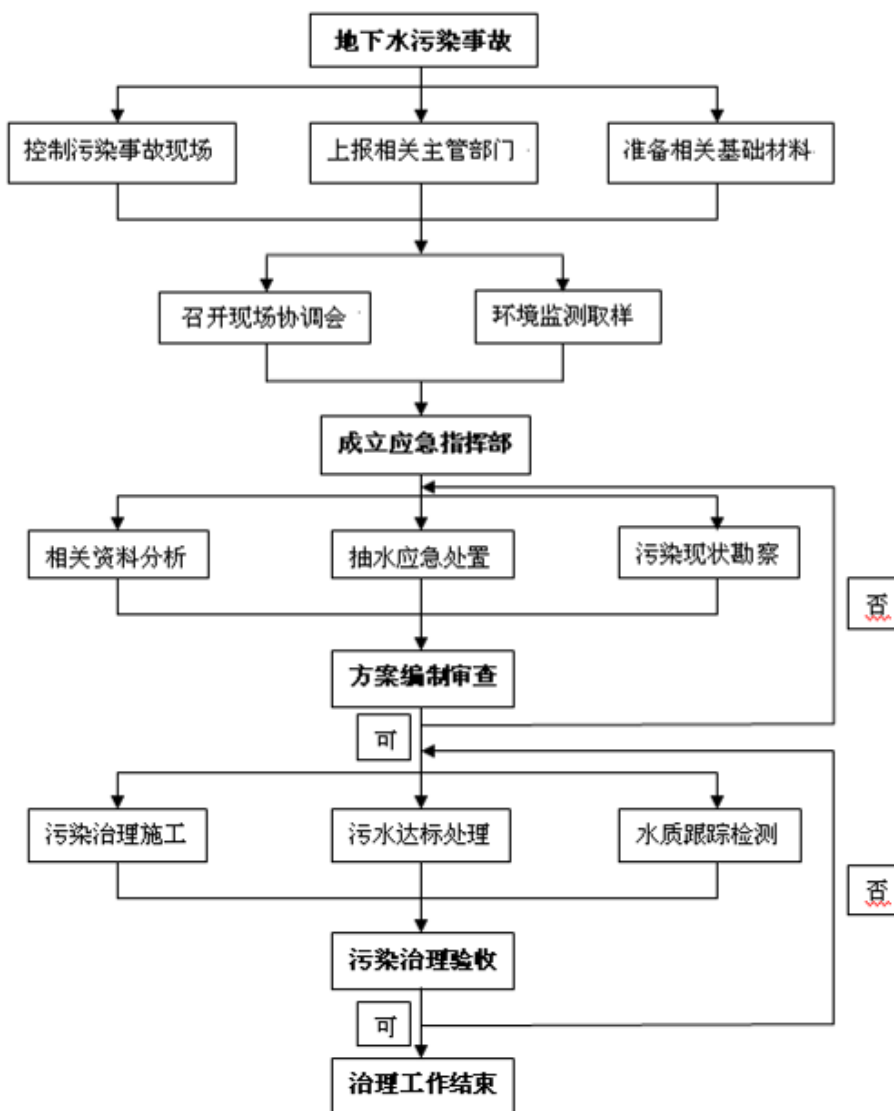 地下水污染事故
控制污染事故现场
上报相关主管部门
准备相关基础材料
召开现场协调会
环境监测取样
成立应急指挥部
相关资料分析
抽水应急处置
污染现状勘察
否
方案编制审查
可
污染治理施工
污水达标处理
水质跟踪检测
否
污染治理验收
可
治理工作结束